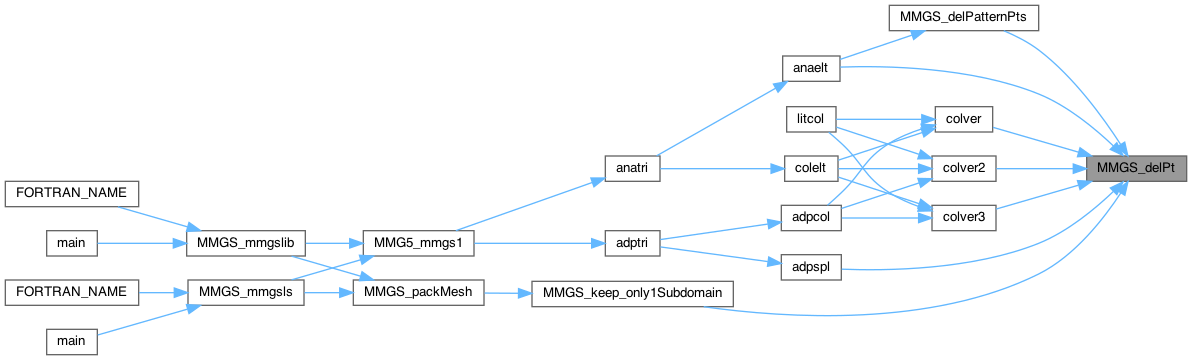 MMGS_delPatternPts
anaelt
litcol
colver
anatri
colelt
colver2
MMGS_delPt
FORTRAN_NAME
adpcol
colver3
main
MMGS_mmgslib
MMG5_mmgs1
adptri
adpspl
FORTRAN_NAME
MMGS_mmgsls
MMGS_packMesh
MMGS_keep_only1Subdomain
main